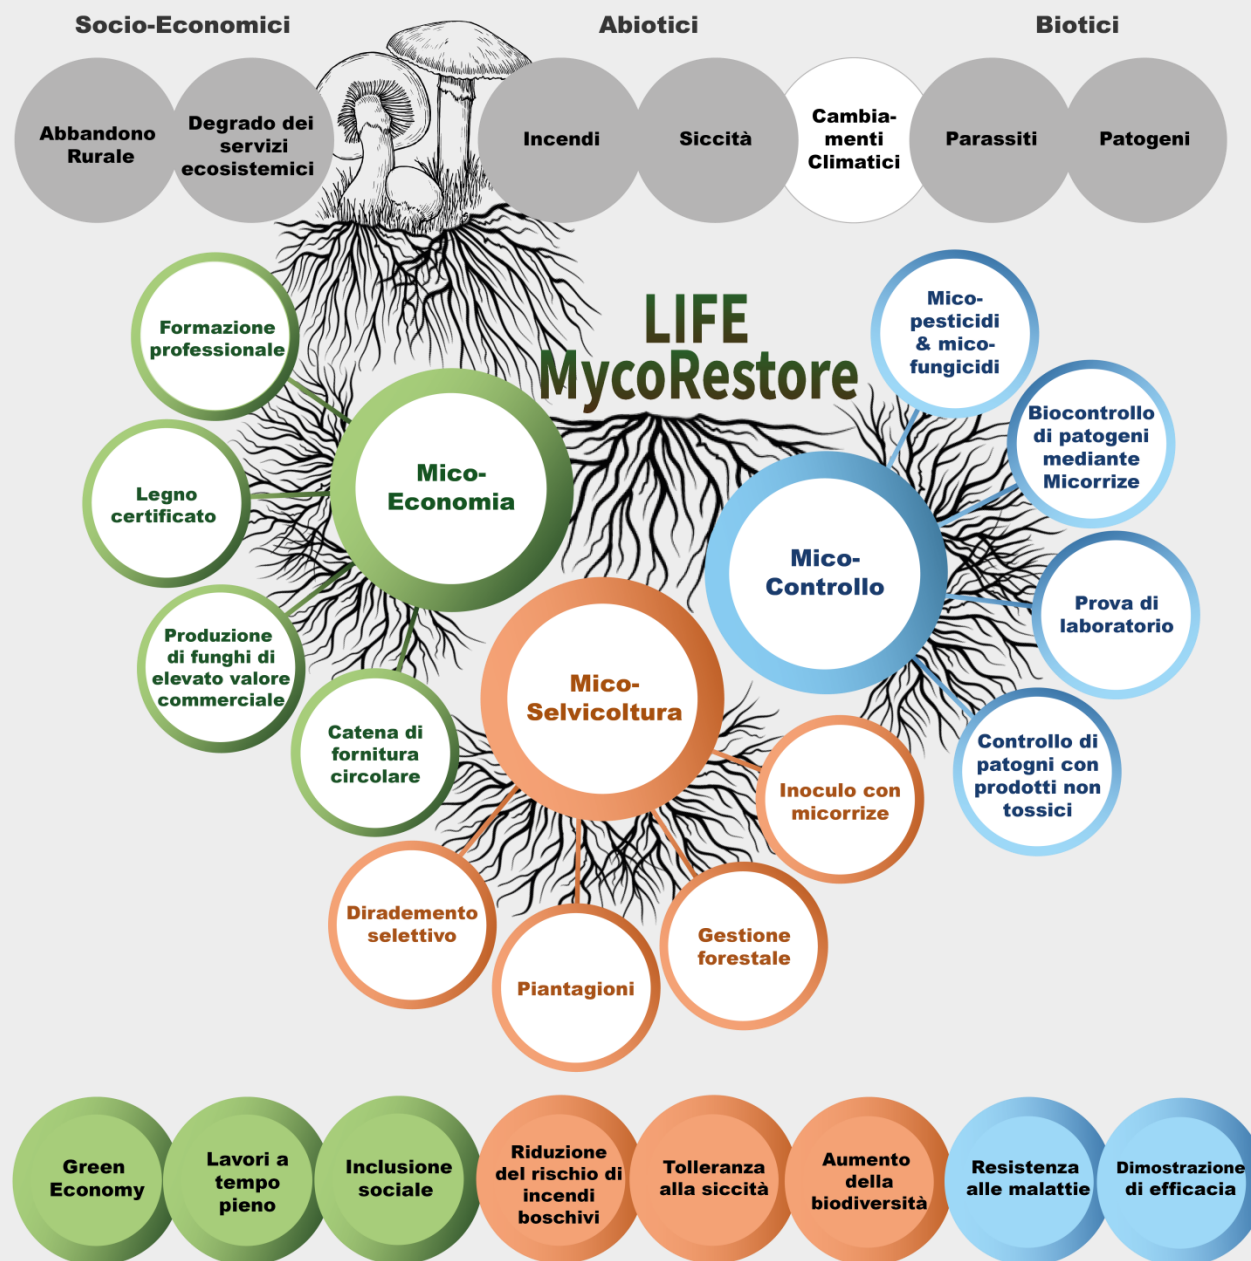 Socio-Economici
Abiotici
Biotici
Abbandono
Rurale
Degrado dei
servizi
ecosistemici
Incendi
Siccità
Cambia-
menti
Climatici
Parassiti
Patogeni
LIFE
MycoRestore
Formazione
professionale
Legno
certificato
Produzione
di funghi di
elevato valore
commerciale
Catena di
fornitura
circolare
Mico-
Economia
Mico-
Selvicoltura
Mico-
Controllo
Mico-
pesticidi
& mico-
fungicidi
Biocontrollo
di patogeni
mediante
Micorrize
Prova di
laboratorio
Controllo di
patogni con
prodotti non
tossici
Inoculo con
micorrize
Gestione
forestale
Piantagioni
Dirademento
selettivo
Green
Economy
Lavori a
tempo
pieno
Inclusione
sociale
Riduzione
del rischio di
incendi
boschivi
Tolleranza
alla siccità
Aumento
della
biodiversità
Resistenza
alle malattie
Dimostrazione
di efficacia